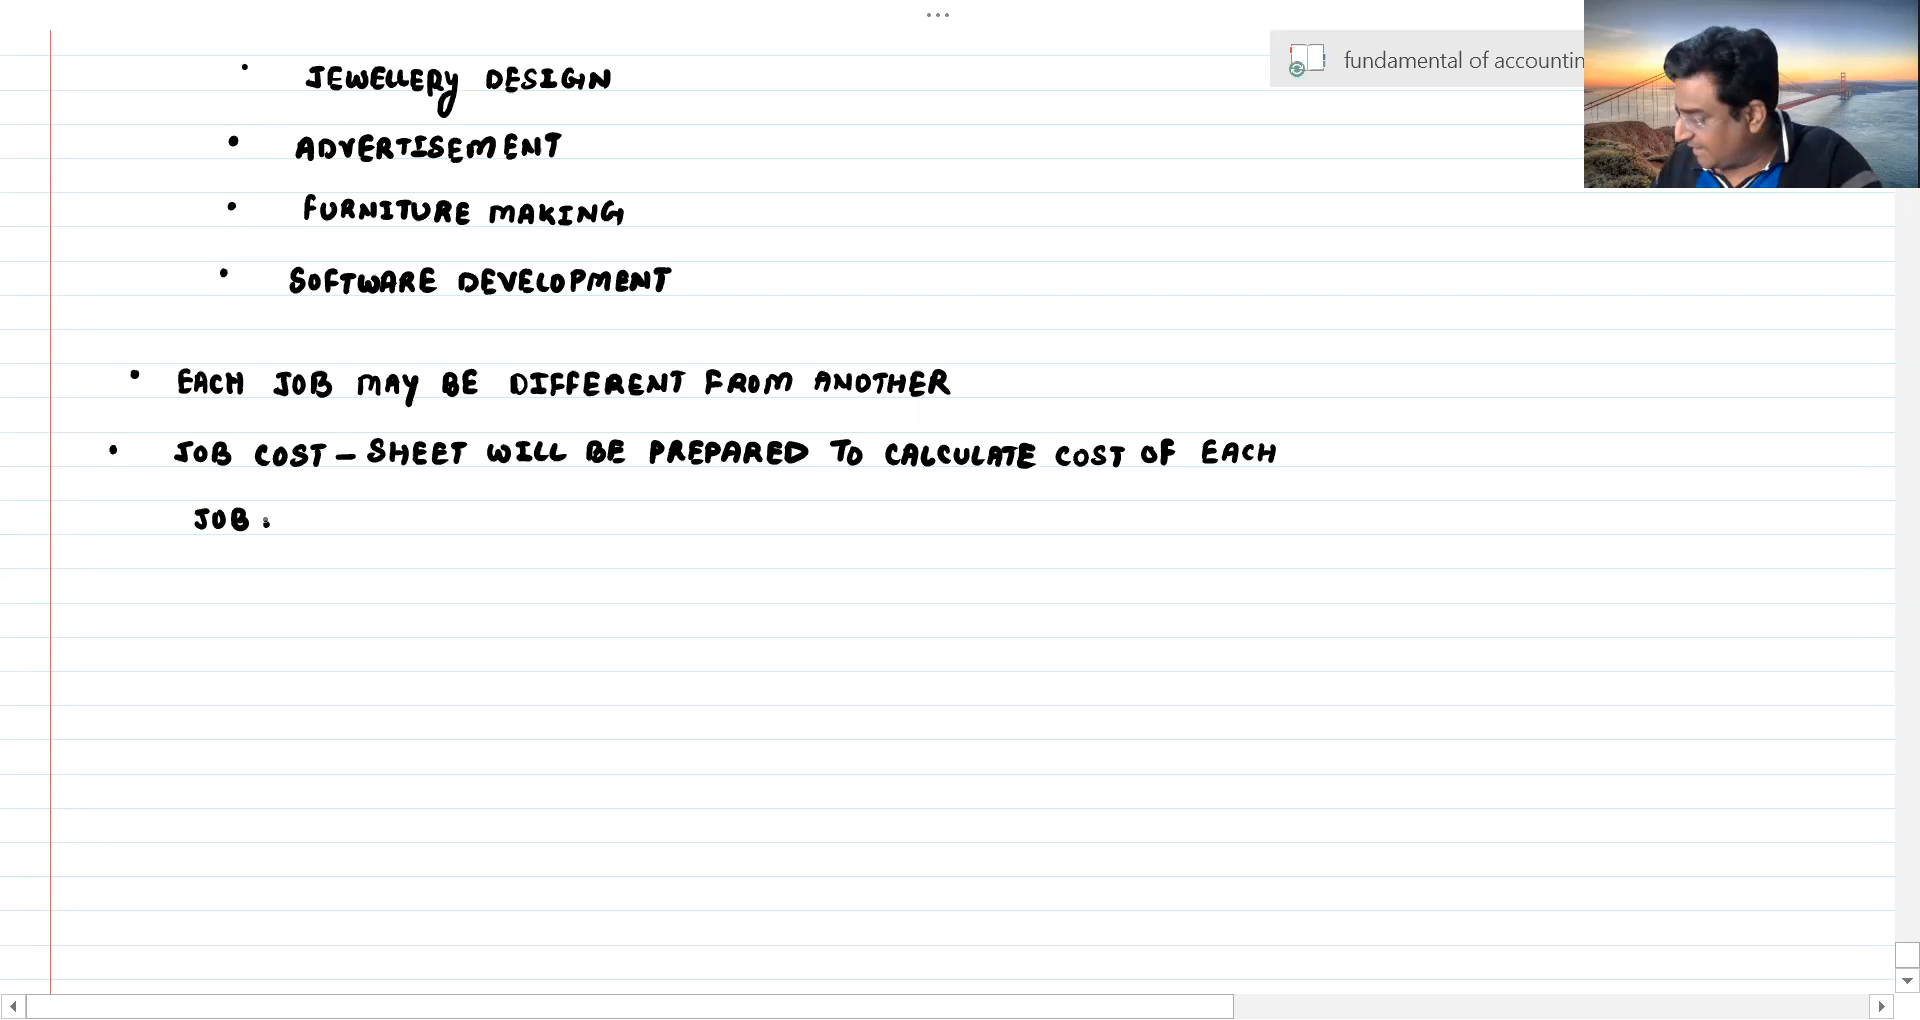 fundamental of accountin
• JEWELLERY DESIGN
• ADVERTISEMENT
• FURNITURE MAKING
• SOFTWARE DEVELOPMENT
• EACH JOB MAY BE DIFFERENT FROM ANOTHER
• JOB COST - SHEET WILL BE PREPARED TO CALCULATE COST OF EACH
JOB.